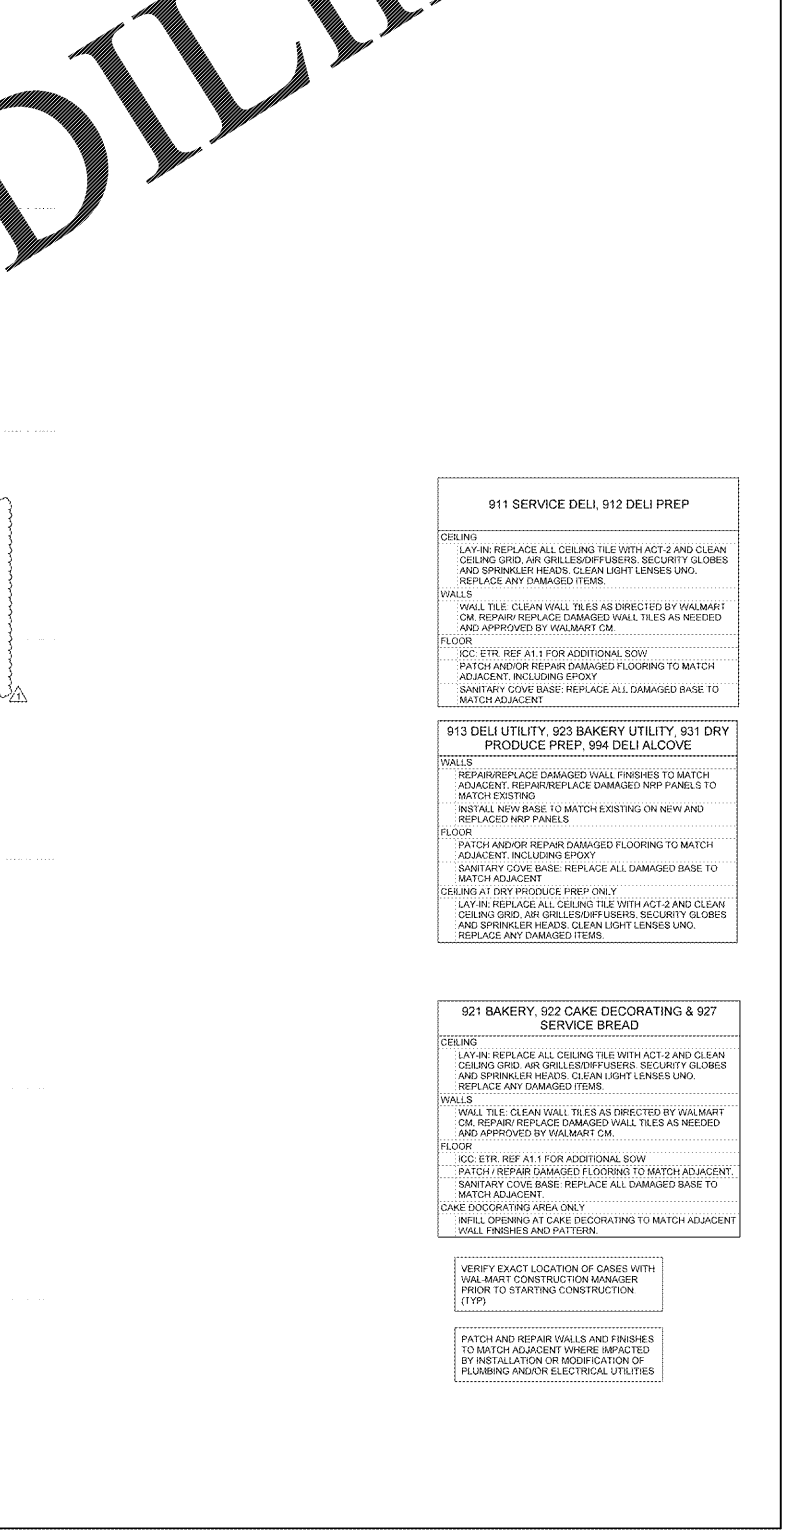 DILI
911 SERVICE DELI, 912 DELI PREP
CEILING
LAY-IN: REPLACE ALL CEILING TILE WITH ACT-2 AND CLEAN
CEILING GRID, AIR GRILLES/DIFFUSERS. SECURITY GLOBES
AND SPRINKLER HEADS. CLEAN LIGHT LENSES UNO.
REPLACE ANY DAMAGED ITEMS.
WALLS
WALL TILE: CLEAN WALL TILES AS DIRECTED BY WALMART
CM. REPAIR/ REPLACE DAMAGED WALL TILES AS NEEDED
AND APPROVED BY WALMART CM.
FLOOR
ICC: ETR. REF A1.1 FOR ADDITIONAL SOW
PATCH AND/OR REPAIR DAMAGED FLOORING TO MATCH
ADJACENT. INCLUDING EPOXY
SANITARY COVE BASE: REPLACE ALL DAMAGED BASE TO
MATCH ADJACENT
1
913 DELI UTILITY, 923 BAKERY UTILITY, 931 DRY
PRODUCE PREP, 994 DELI ALCOVE
WALLS
REPAIR/REPLACE DAMAGED WALL FINISHES TO MATCH
ADJACENT. REPAIR/REPLACE DAMAGED NRP PANELS TO
MATCH EXISTING
INSTALL NEW BASE TO MATCH EXISTING ON NEW AND
REPLACED NRP PANELS
FLOOR
PATCH AND/OR REPAIR DAMAGED FLOORING TO MATCH
ADJACENT. INCLUDING EPOXY
SANITARY COVE BASE: REPLACE ALL DAMAGED BASE TO
MATCH ADJACENT
CEILING AT DRY PRODUCE PREP ONLY
LAY-IN: REPLACE ALL CEILING TILE WITH ACT-2 AND CLEAN
CEILING GRID, AIR GRILLES/DIFFUSERS. SECURITY GLOBES
AND SPRINKLER HEADS. CLEAN LIGHT LENSES UNO.
REPLACE ANY DAMAGED ITEMS.
921 BAKERY, 922 CAKE DECORATING & 927
SERVICE BREAD
CEILING
LAY-IN: REPLACE ALL CEILING TILE WITH ACT-2 AND CLEAN
CEILING GRID, AIR GRILLES/DIFFUSERS. SECURITY GLOBES
AND SPRINKLER HEADS. CLEAN LIGHT LENSES UNO.
REPLACE ANY DAMAGED ITEMS.
WALLS
WALL TILE: CLEAN WALL TILES AS DIRECTED BY WALMART
CM. REPAIR/ REPLACE DAMAGED WALL TILES AS NEEDED
AND APPROVED BY WALMART CM.
FLOOR
ICC: ETR. REF A1.1 FOR ADDITIONAL SOW
PATCH / REPAIR DAMAGED FLOORING TO MATCH ADJACENT.
SANITARY COVE BASE: REPLACE ALL DAMAGED BASE TO
MATCH ADJACENT.
CAKE DOCORATING AREA ONLY
INFILL OPENING AT CAKE DECORATING TO MATCH ADJACENT
WALL FINISHES AND PATTERN.
VERIFY EXACT LOCATION OF CASES WITH
WAL-MART CONSTRUCTION MANAGER
PRIOR TO STARTING CONSTRUCTION
(TYP)
PATCH AND REPAIR WALLS AND FINISHES
TO MATCH ADJACENT WHERE IMPACTED
BY INSTALLATION OR MODIFICATION OF
PLUMBING AND/OR ELECTRICAL UTILITIES